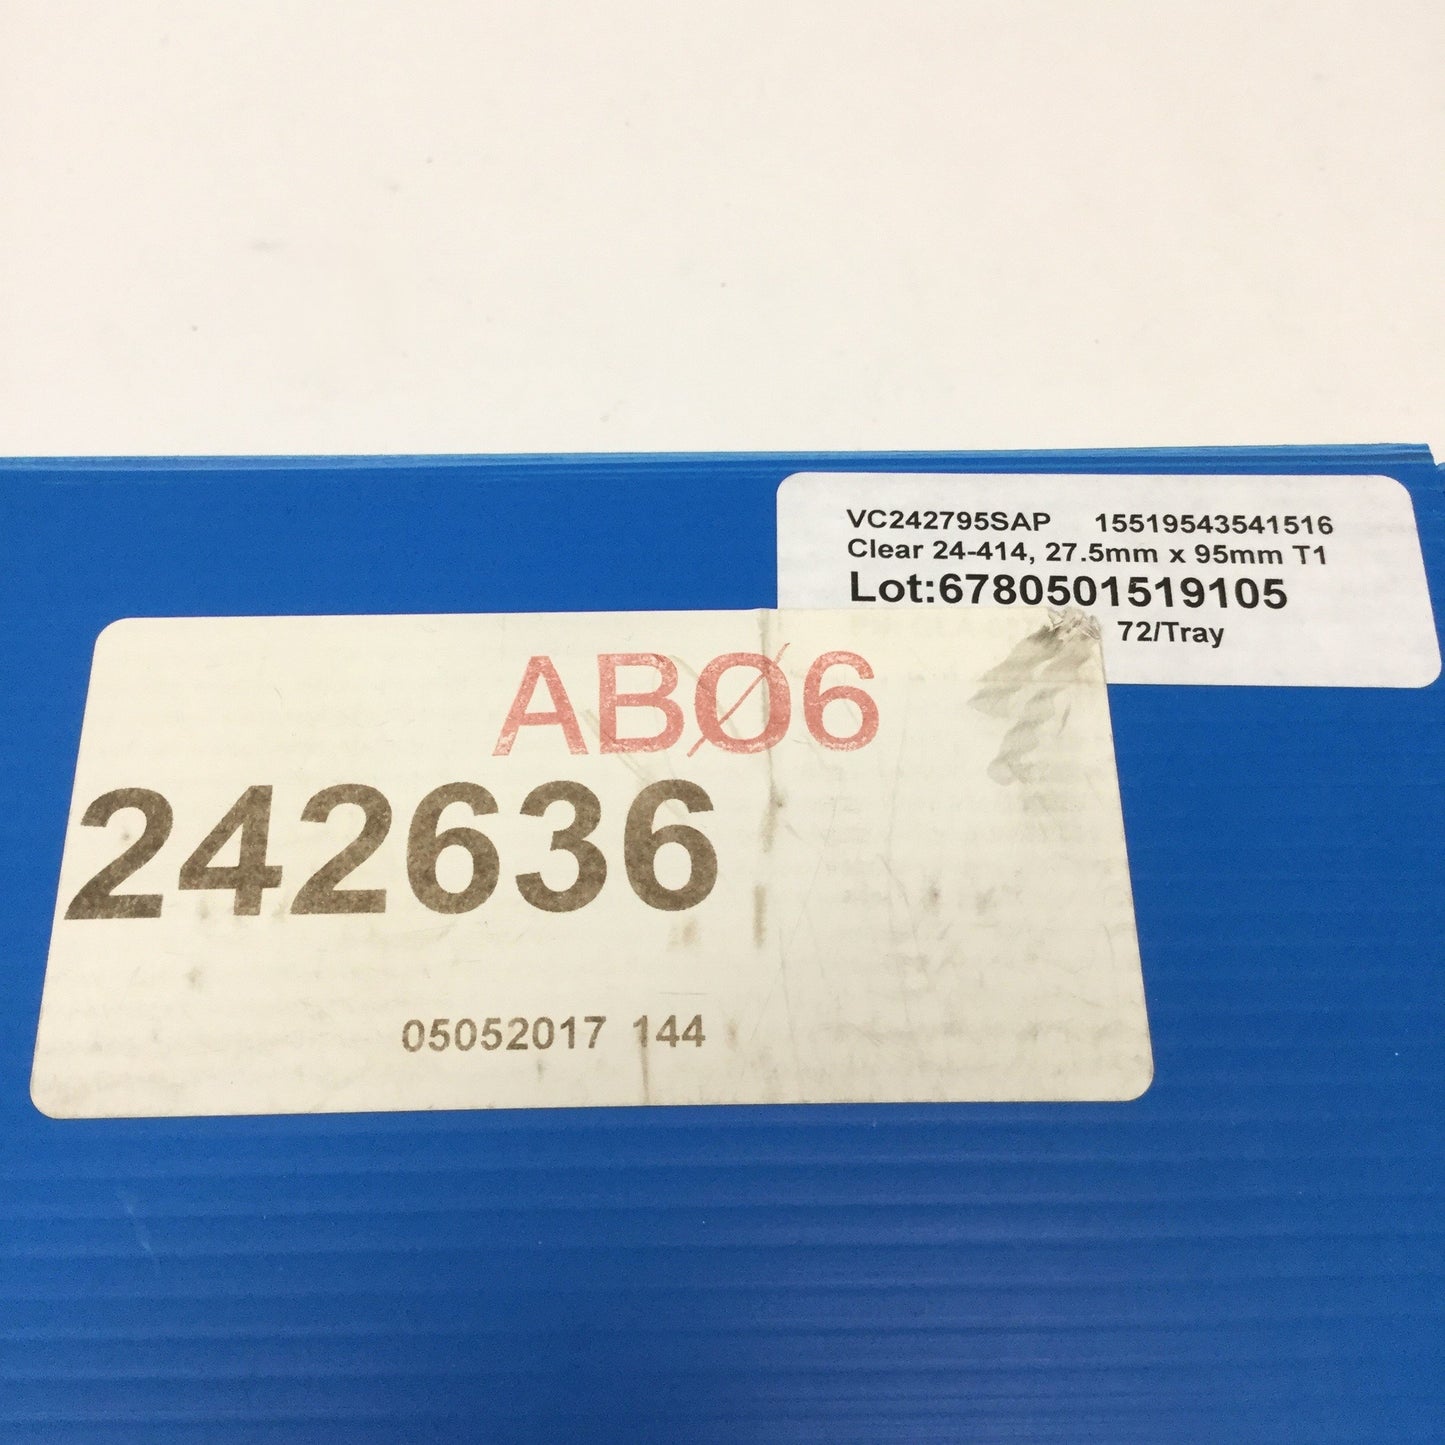 VC242795SAP 15519543541516
Clear 24-414, 27.5mm x 95mm T1
Lot:6780501519105
72/Tray
ABØ6
242636
05052017 144